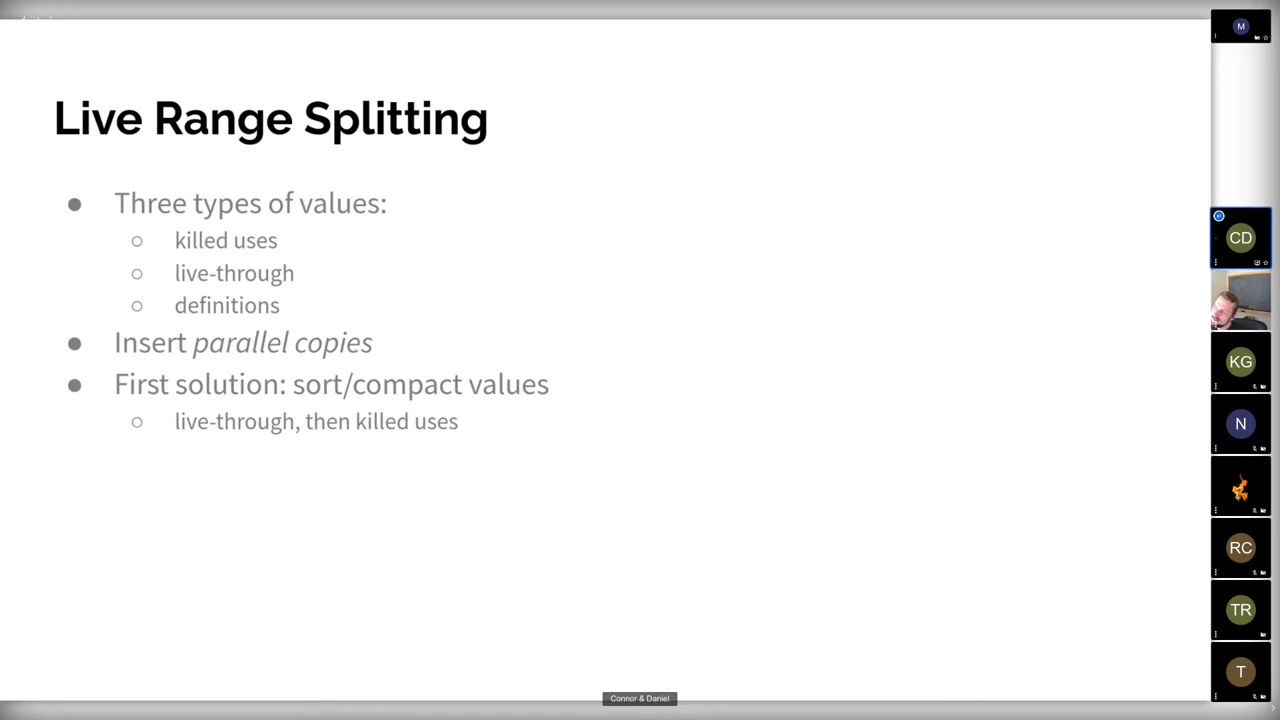 Live Range Splitting
● Three types of values:
○ killed uses
○ live-through
○ definitions
● Insert parallel copies
● First solution: sort/compact values
○ live-through, then killed uses
Connor & Daniel
M
CD
KG
N
RC
TR
T